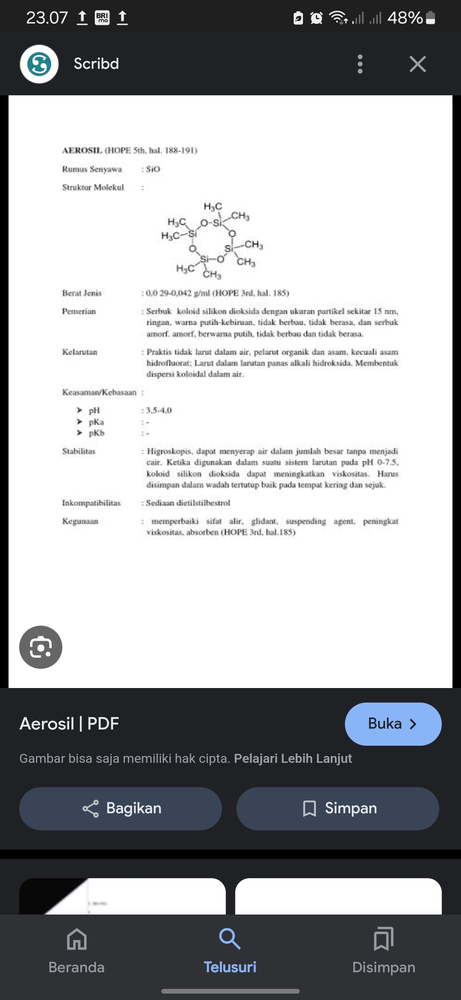 23.07 BRI mo 48%
Scribd
AEROSIL (HOPE 5th, hal. 188-191)
Rumus Senyawa : SiO
Struktur Molekul :
H3C
H3C O-Si CH3
H3C-Si O
O Si-CH3
Si-O CH3
H3C CH3
Berat Jenis : 0,0 29-0,042 g/ml (HOPE 3rd, hal. 185)
Pemerian : Serbuk koloid silikon dioksida dengan ukuran partikel sekitar 15 nm,
ringan, warna putih-kebiruan, tidak berbau, tidak berasa, dan serbuk
amorf. amorf, berwarna putih, tidak berbau dan tidak berasa.
Kelarutan : Praktis tidak larut dalam air, pelarut organik dan asam, kecuali asam
hidrofluorat; Larut dalam larutan panas alkali hidroksida. Membentuk
dispersi koloidal dalam air.
Keasaman/Kebasaan :
➤ pH : 3,5-4,0
➤ pKa : -
➤ pKb : -
Stabilitas : Higroskopis, dapat menyerap air dalam jumlah besar tanpa menjadi
cair. Ketika digunakan dalam suatu sistem larutan pada pH 0-7.5,
koloid silikon dioksida dapat meningkatkan viskositas. Harus
disimpan dalam wadah tertutup baik pada tempat kering dan sejuk.
Inkompatibilitas : Sediaan dietilstilbestrol
Kegunaan : memperbaiki sifat alir, glidant, suspending agent, peningkat
viskositas, absorben (HOPE 3rd, hal.185)
Aerosil | PDF
Buka >
Gambar bisa saja memiliki hak cipta. Pelajari Lebih Lanjut
Bagikan
Simpan
Beranda
Telusuri
Disimpan